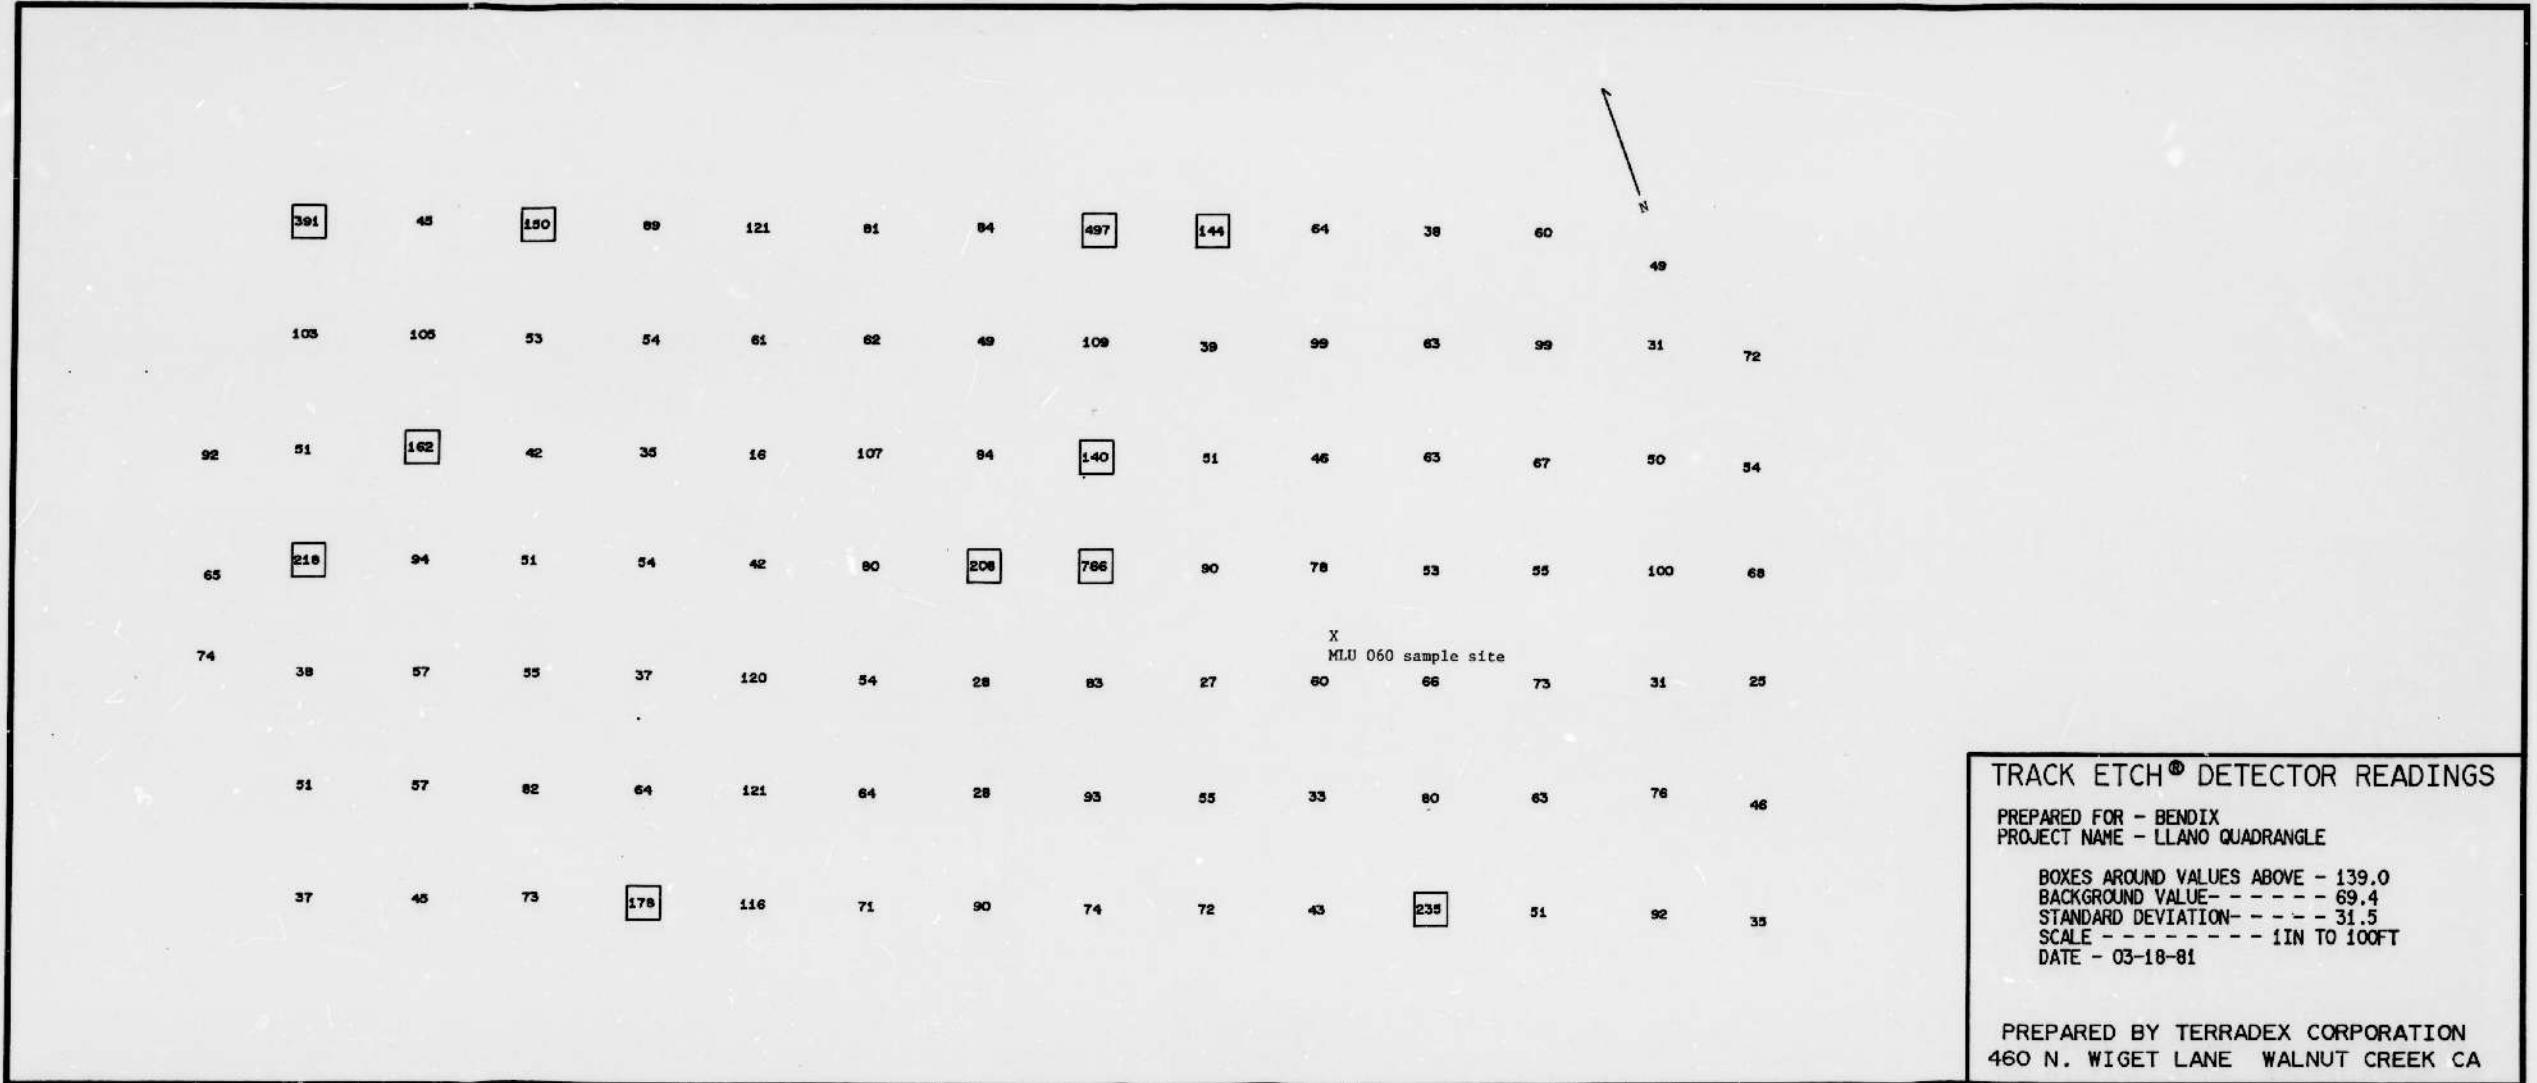 N
391 45 150 89 121 81 84 497 144 64 38 60
49
103 105 53 54 61 62 49 109 39 99 63 99 31 72
92 51 162 42 35 16 107 94 140 51 46 63 67 50 54
65 218 94 51 54 42 80 208 766 90 78 53 55 100 68
X
MLU 060 sample site
74 38 57 55 37 120 54 28 83 27 60 66 73 31 25
51 57 82 64 121 64 28 93 55 33 80 63 76 46
37 45 73 178 116 71 90 74 72 43 235 51 92 35
TRACK ETCH® DETECTOR READINGS
PREPARED FOR - BENDIX
PROJECT NAME - LLANO QUADRANGLE
BOXES AROUND VALUES ABOVE - 139.0
BACKGROUND VALUE- - - - - - 69.4
STANDARD DEVIATION- - - - - 31.5
SCALE - - - - - - - - 1IN TO 100FT
DATE - 03-18-81
PREPARED BY TERRADEX CORPORATION
460 N. WIGET LANE WALNUT CREEK CA